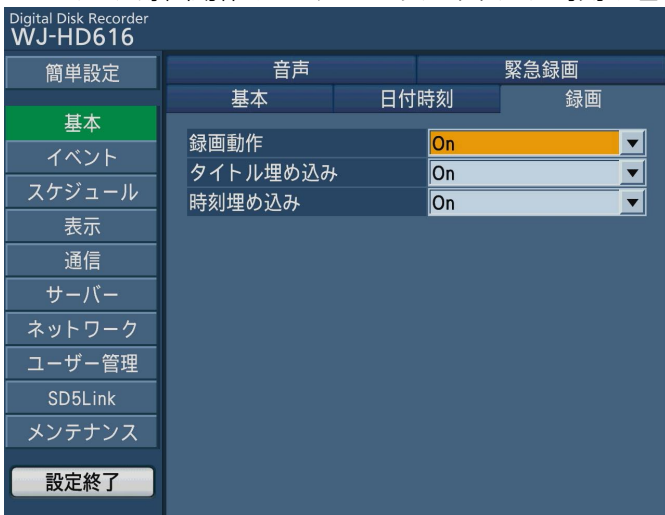 Digital Disk Recorder
WJ-HD616
簡単設定
基本
イベント
スケジュール
表示
通信
サーバー
ネットワーク
ユーザー管理
SD5Link
メンテナンス
設定終了
音声 緊急録画
基本 日付時刻 録画
録画動作 On
タイトル埋め込み On
時刻埋め込み On